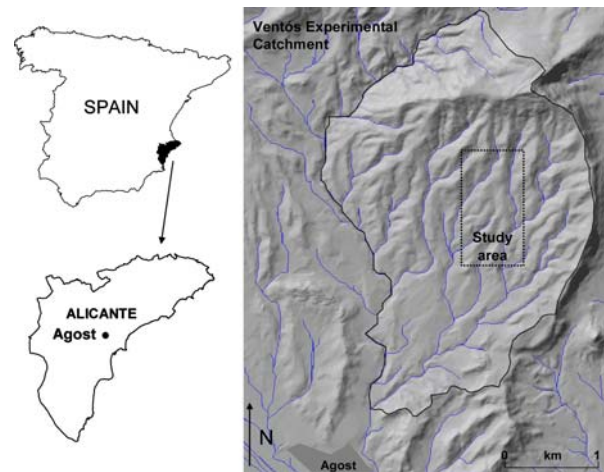 SPAIN
ALICANTE
Agost
Ventós Experimental
Catchment
Study
area
N
Agost
0 km 1